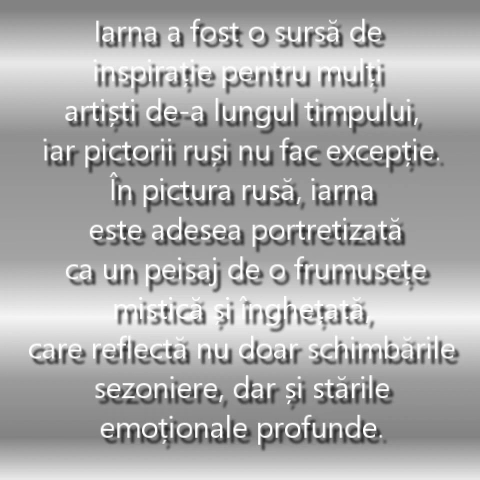 Iarna a fost o sursă de
inspirație pentru mulți
artiști de-a lungul timpului,
iar pictorii ruși nu fac excepție.
În pictura rusă, iarna
este adesea portretizată
ca un peisaj de o frumusețe
mistică și înghețată,
care reflectă nu doar schimbările
sezoniere, dar și stările
emoționale profunde.